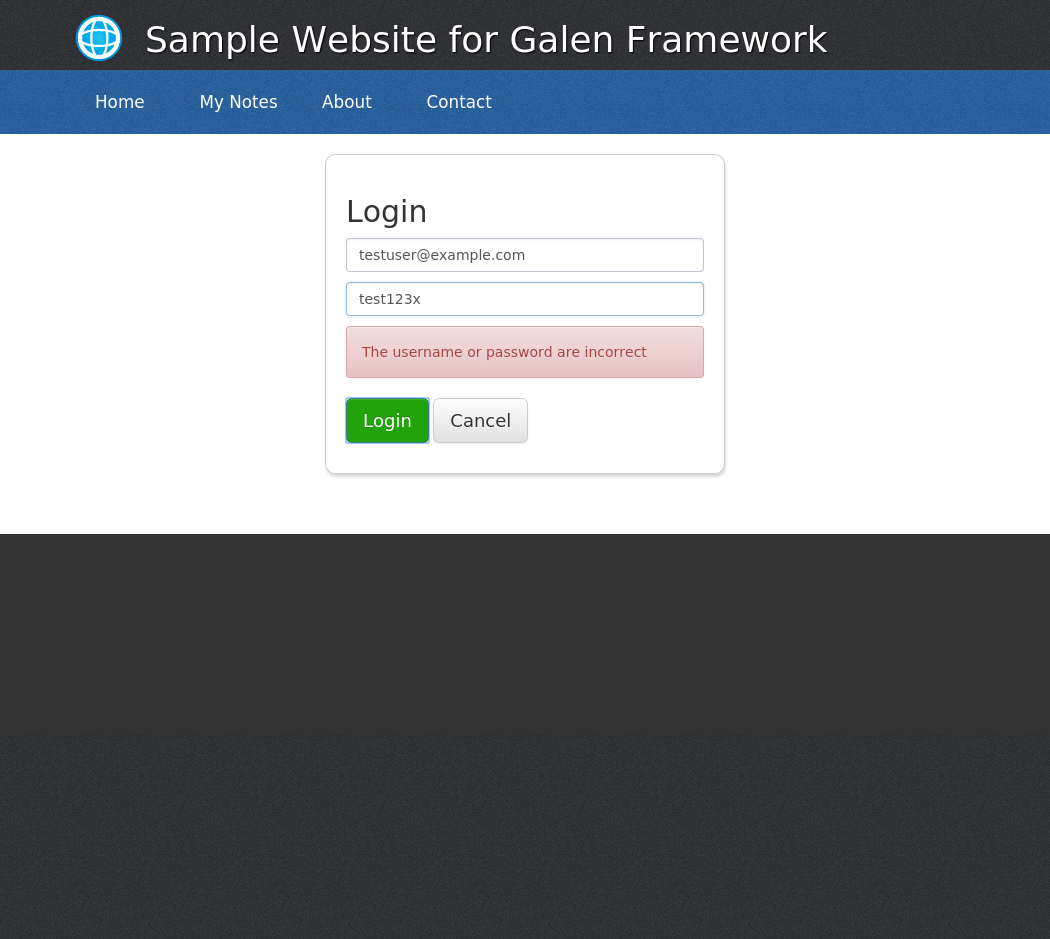 Sample Website for Galen Framework
Home My Notes About Contact
Login
testuser@example.com
test123x
The username or password are incorrect
Login Cancel